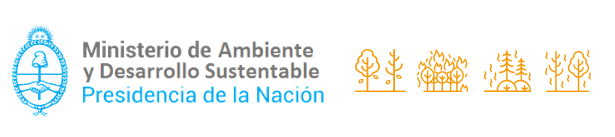 Ministerio de Ambiente
y Desarrollo Sustentable
Presidencia de la Nación